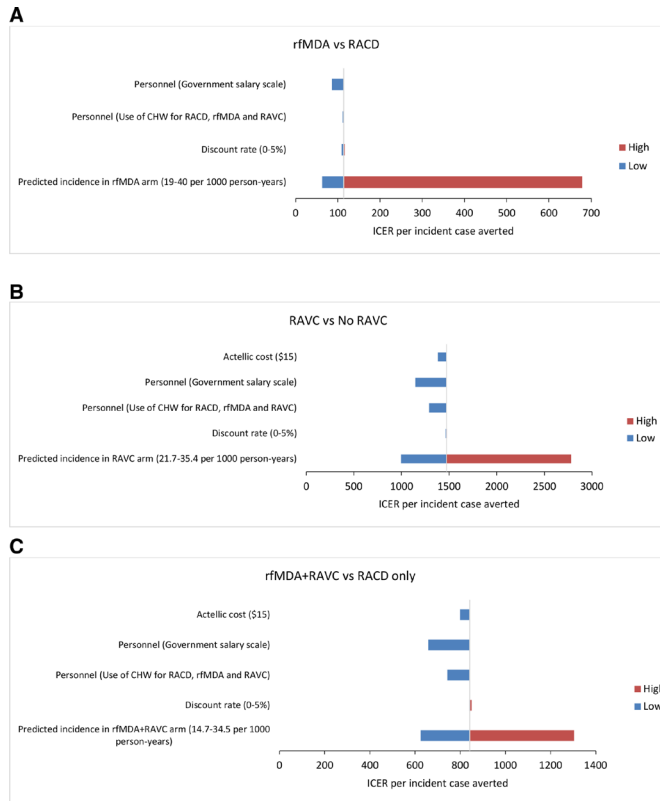 A
rfMDA vs RACD
Personnel (Government salary scale)
Personnel (Use of CHW for RACD, rfMDA and RAVC)
Discount rate (0-5%)
Predicted incidence in rfMDA arm (19-40 per 1000 person-years)
High
Low
0 100 200 300 400 500 600 700
ICER per incident case averted
B
RAVC vs No RAVC
Actellic cost ($15)
Personnel (Government salary scale)
Personnel (Use of CHW for RACD, rfMDA and RAVC)
Discount rate (0-5%)
Predicted incidence in RAVC arm (21.7-35.4 per 1000 person-years)
High
Low
0 500 1000 1500 2000 2500 3000
ICER per incident case averted
C
rfMDA+RAVC vs RACD only
Actellic cost ($15)
Personnel (Government salary scale)
Personnel (Use of CHW for RACD, rfMDA and RAVC)
Discount rate (0-5%)
Predicted incidence in rfMDA+RAVC arm (14.7-34.5 per 1000
person-years)
High
Low
0 200 400 600 800 1000 1200 1400
ICER per incident case averted